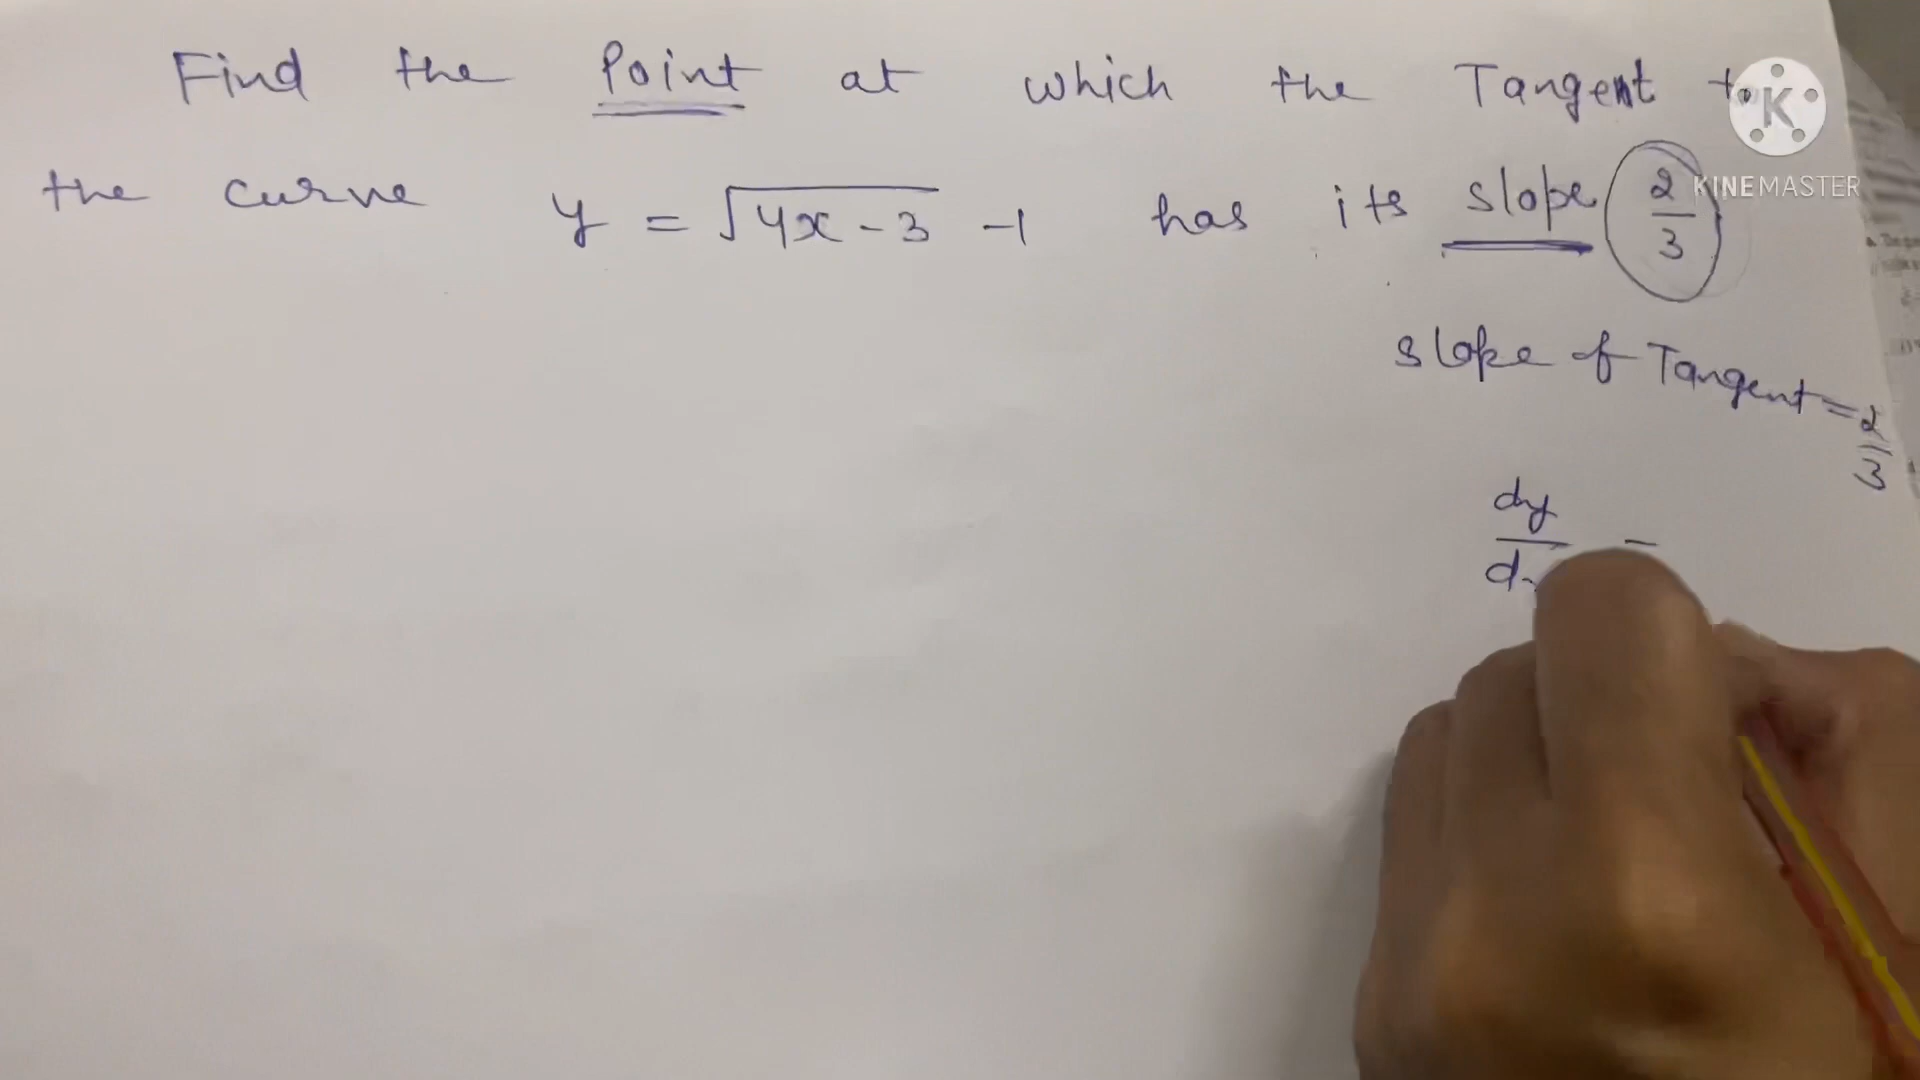 Find the Point at which the Tangent to
the curve y = √4x - 3 - 1 has its slope 2/3
slope of Tangent = 2/3
dy/d =
K
KINEMASTER